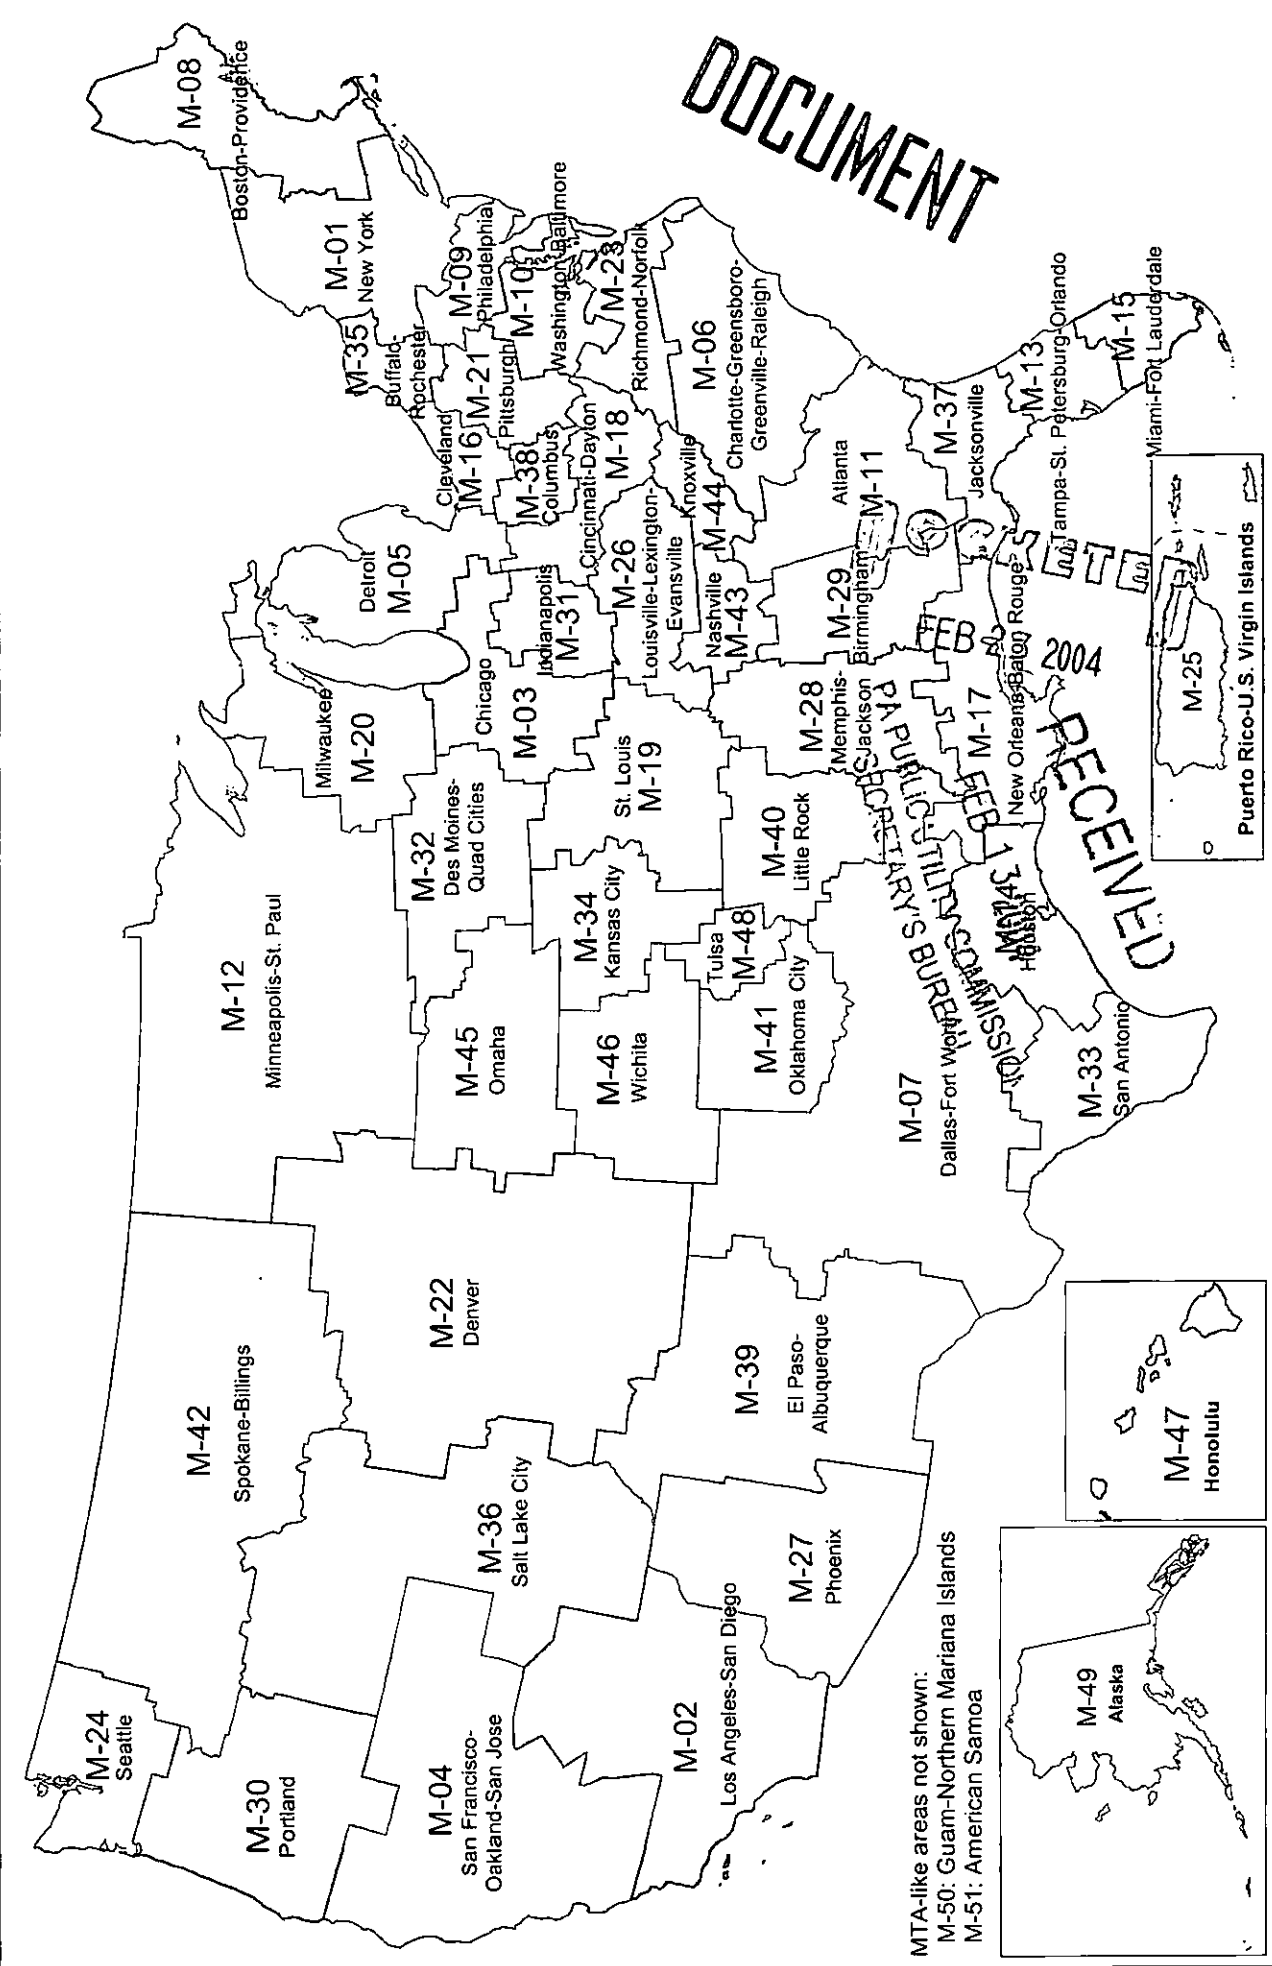 M-24
Seattle
M-30
Portland
M-04
San Francisco-
Oakland-San Jose
M-02
Los Angeles-San Diego
M-42
Spokane-Billings
M-36
Salt Lake City
M-27
Phoenix
M-22
Denver
M-39
El Paso-
Albuquerque
M-12
Minneapolis-St. Paul
M-45
Omaha
M-46
Wichita
M-41
Oklahoma City
Tulsa
M-48
M-07
Dallas-Fort Worth
M-33
San Antonio
M-32
Des Moines-
Quad Cities
M-34
Kansas City
M-40
Little Rock
Houston
Milwaukee
M-20
Chicago
M-03
St. Louis
M-19
M-28
Memphis-
Jackson
M-17
New Orleans-Baton Rouge
Detroit
M-05
Indianapolis
M-31
M-26
Louisville-Lexington-
Evansville
Nashville
M-43
M-29
Birmingham
Cleveland
M-16
M-38
Columbus
Cincinnati-Dayton
M-18
Knoxville
M-44
Atlanta
M-11
M-37
Jacksonville
M-13
Tampa-St. Petersburg-Orlando
M-15
Miami-Fort Lauderdale
M-35
Buffalo-
Rochester
M-21
Pittsburgh
M-08
Boston-Providence
M-01
New York
M-09
Philadelphia
M-10
Washington-Baltimore
M-23
Richmond-Norfolk
M-06
Charlotte-Greensboro-
Greenville-Raleigh
M-25
Puerto Rico-U.S. Virgin Islands
M-47
Honolulu
M-49
Alaska
MTA-like areas not shown:
M-50: Guam-Northern Mariana Islands
M-51: American Samoa
DOCUMENT
FEB 2 2004
RECEIVED
FEB 13
PA PUBLIC UTILITY COMMISSION
SECRETARY'S BUREAU